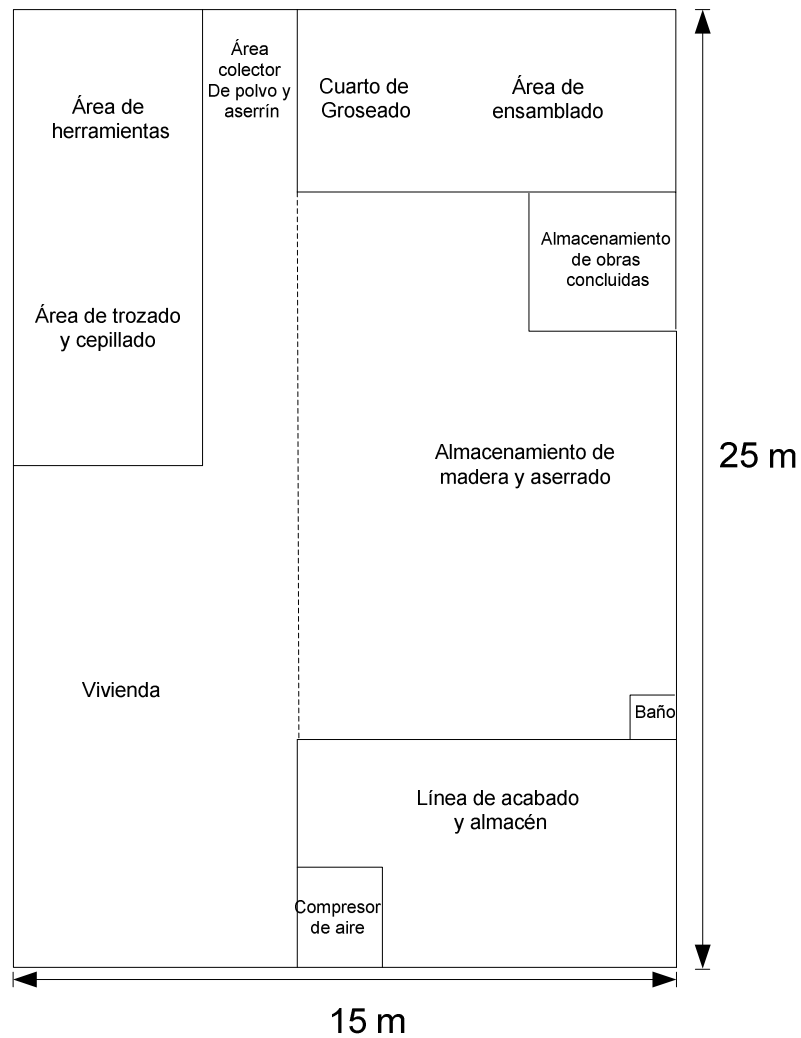 Área de
herramientas
Área
colector
De polvo y
aserrín
Cuarto de
Groseado
Área de
ensamblado
Almacenamiento
de obras
concluidas
Área de trozado
y cepillado
Almacenamiento de
madera y aserrado
25 m
Vivienda
Baño
Línea de acabado
y almacén
Compresor
de aire
15 m